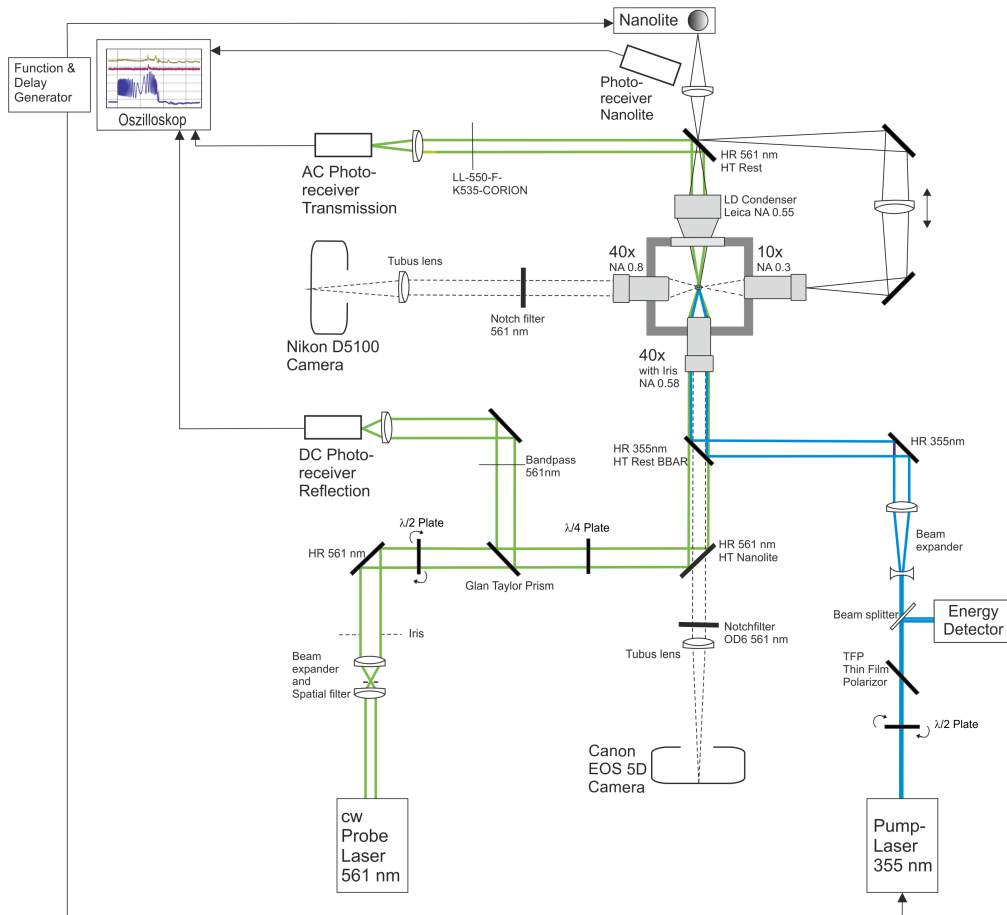 Nanolite
Function &
Delay
Generator
Oszilloskop
Photo-
receiver
Nanolite
HR 561 nm
HT Rest
LL-550-F-
K535-CORION
AC Photo-
receiver
Transmission
LD Condenser
Leica NA 0.55
40x
NA 0.8
10x
NA 0.3
Tubus lens
Notch filter
561 nm
Nikon D5100
Camera
40x
with Iris
NA 0.58
DC Photo-
receiver
Reflection
Bandpass
561nm
HR 355nm
HT Rest BBAR
HR 355nm
λ/2 Plate
λ/4 Plate
HR 561 nm
Glan Taylor Prism
HR 561 nm
HT Nanolite
Beam
expander
Iris
Notchfilter
OD6 561 nm
Tubus lens
Beam splitter
Energy
Detector
Beam
expander
and
Spatial filter
TFP
Thin Film
Polarizor
λ/2 Plate
Canon
EOS 5D
Camera
cw
Probe
Laser
561 nm
Pump-
Laser
355 nm